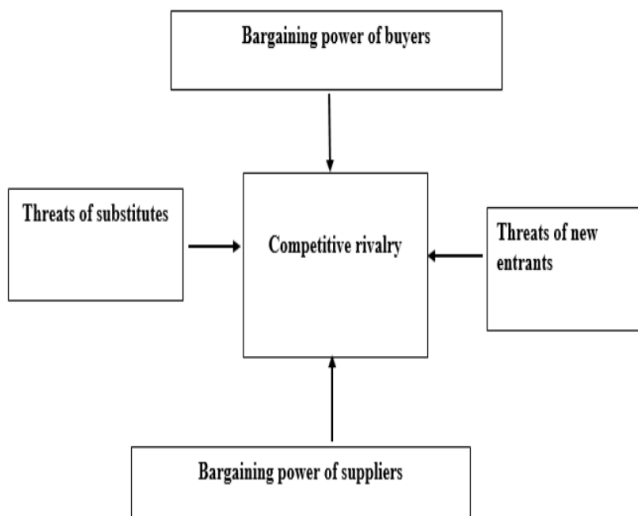 Bargaining power of buyers
Threats of substitutes
Competitive rivalry
Threats of new
entrants
Bargaining power of suppliers